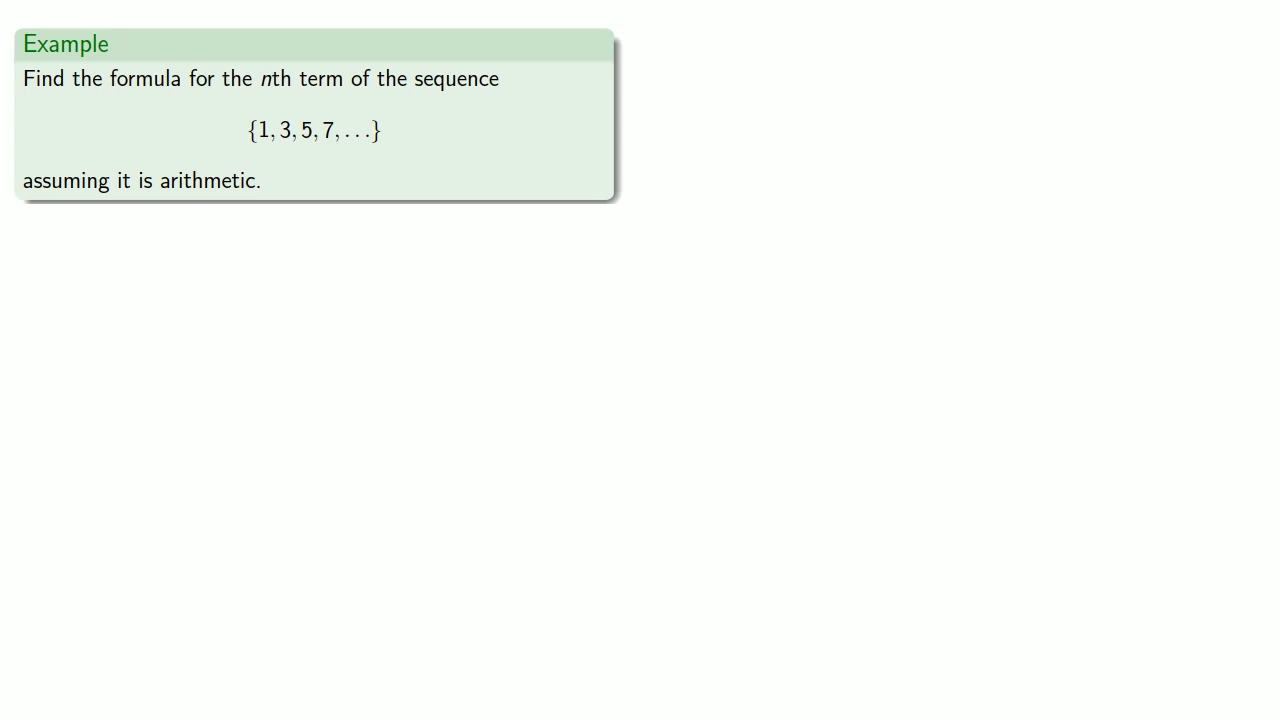 Example
Find the formula for the nth term of the sequence
{1, 3, 5, 7, . . .}
assuming it is arithmetic.